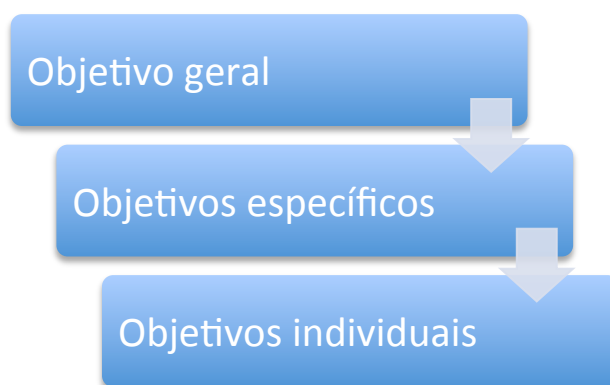 Objetivo geral
Objetivos específicos
Objetivos individuais